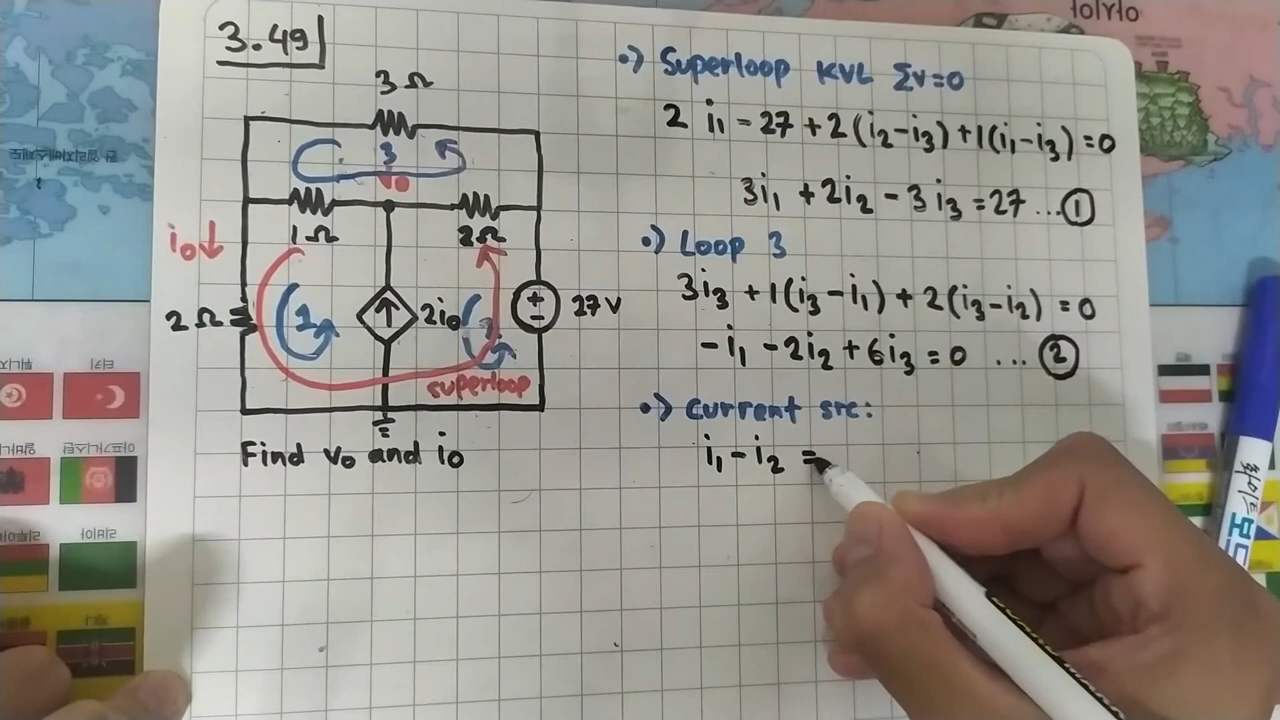 3.49
3 Ω
3
v₀
1 Ω
2 Ω
i₀ ↓
2 Ω
1
2i₀
27 V
superloop
Find v₀ and i₀
•) Superloop KVL Σv=0
2 i₁ - 27 + 2(i₂-i₃) + 1(i₁-i₃) = 0
3i₁ + 2i₂ - 3i₃ = 27 ... ①
•) Loop 3
3i₃ + 1(i₃-i₁) + 2(i₃-i₂) = 0
-i₁ - 2i₂ + 6i₃ = 0 ... ②
•) current src:
i₁ - i₂ =